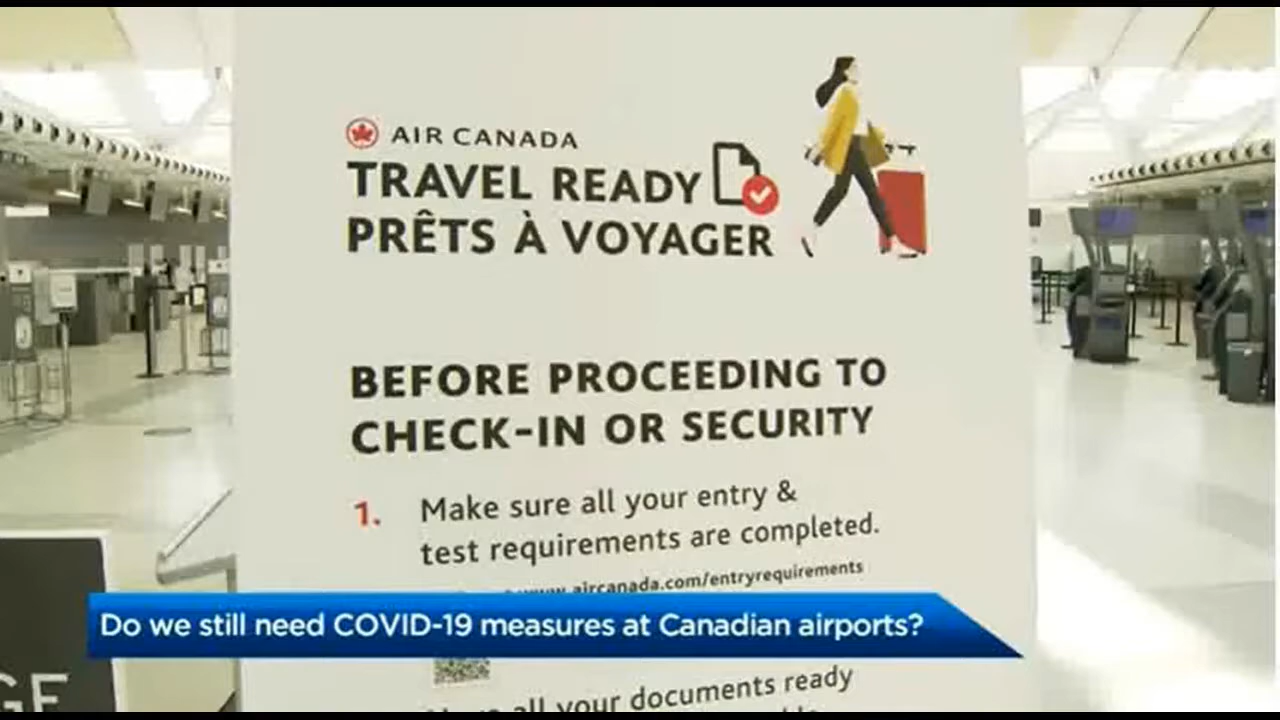 AIR CANADA
TRAVEL READY
PRÊTS À VOYAGER
BEFORE PROCEEDING TO
CHECK-IN OR SECURITY
1. Make sure all your entry &
test requirements are completed.
www.aircanada.com/entryrequirements
Do we still need COVID-19 measures at Canadian airports?
all your documents ready